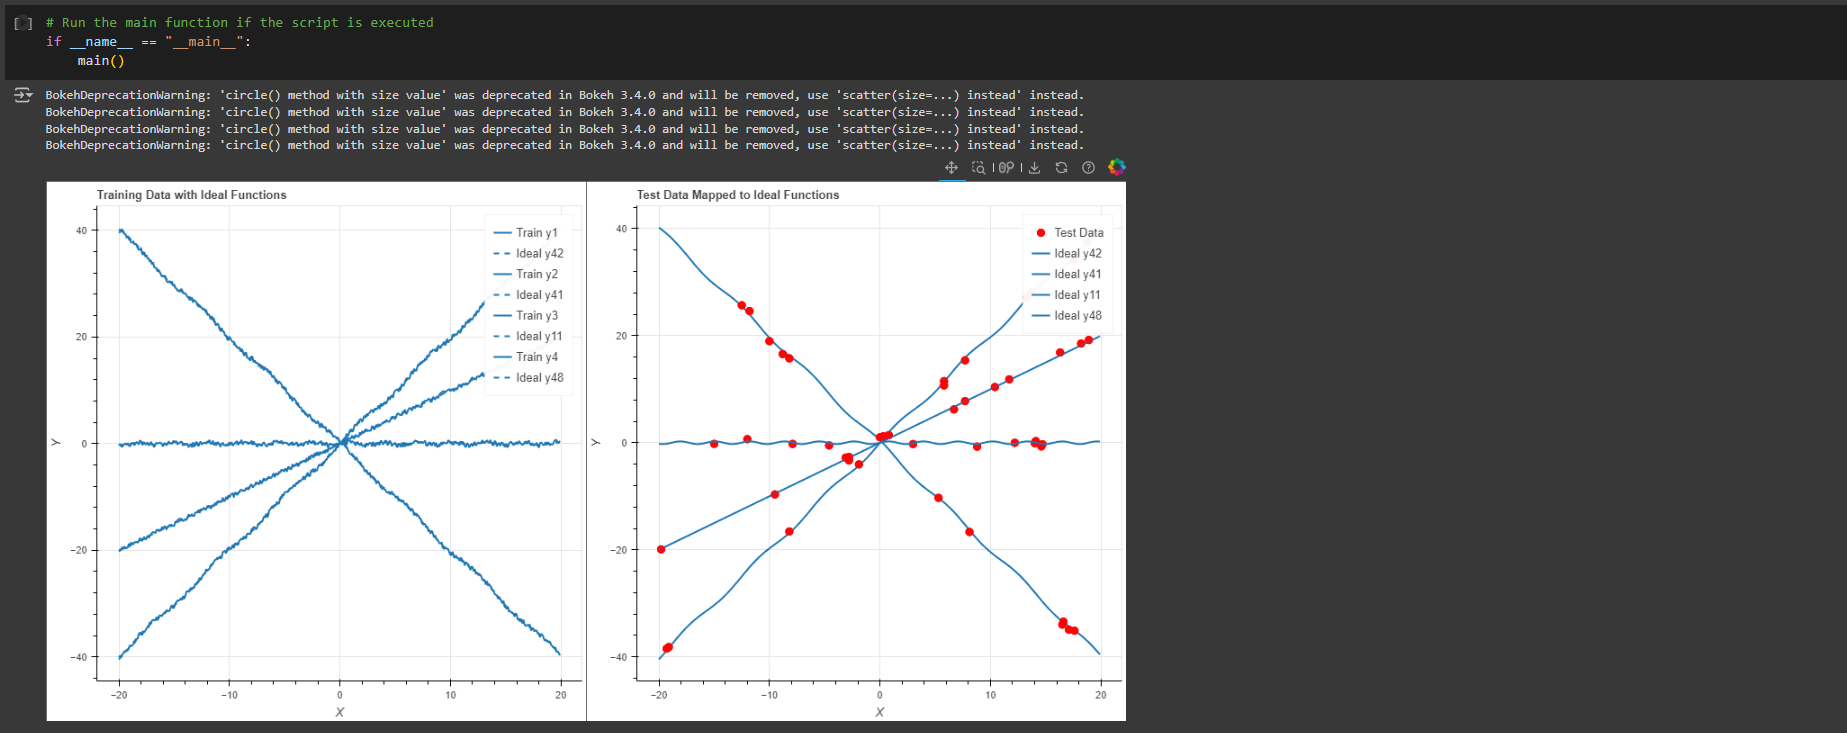 # Run the main function if the script is executed
if __name__ == "__main__":
    main()
BokehDeprecationWarning: 'circle() method with size value' was deprecated in Bokeh 3.4.0 and will be removed, use 'scatter(size=...) instead' instead.
BokehDeprecationWarning: 'circle() method with size value' was deprecated in Bokeh 3.4.0 and will be removed, use 'scatter(size=...) instead' instead.
BokehDeprecationWarning: 'circle() method with size value' was deprecated in Bokeh 3.4.0 and will be removed, use 'scatter(size=...) instead' instead.
BokehDeprecationWarning: 'circle() method with size value' was deprecated in Bokeh 3.4.0 and will be removed, use 'scatter(size=...) instead' instead.
Training Data with Ideal Functions
40
20
0
−20
−40
Y
Train y1
Ideal y42
Train y2
Ideal y41
Train y3
Ideal y11
Train y4
Ideal y48
−20
−10
0
10
20
X
Test Data Mapped to Ideal Functions
40
20
0
−20
−40
Y
Test Data
Ideal y42
Ideal y41
Ideal y11
Ideal y48
−20
−10
0
10
20
X